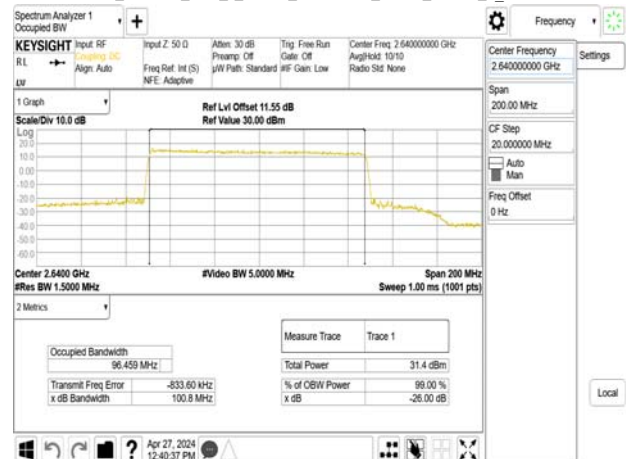 Spectrum Analyzer 1
Occupied BW
Frequency
KEYSIGHT
RL
LXI
Input: RF
Coupling: DC
Align: Auto
Input Z: 50 Ω
Freq Ref: Int (S)
NFE: Adaptive
Atten: 30 dB
Preamp: Off
µW Path: Standard
Trig: Free Run
Gate: Off
#IF Gain: Low
Center Freq: 2.640000000 GHz
Avg|Hold: 10/10
Radio Std: None
Center Frequency
2.640000000 GHz
Settings
Span
200.00 MHz
CF Step
20.000000 MHz
Auto
Man
Freq Offset
0 Hz
Local
1 Graph
Scale/Div 10.0 dB
Ref Lvl Offset 11.55 dB
Ref Value 30.00 dBm
Log
20.0
10.0
0.00
-10.0
-20.0
-30.0
-40.0
-50.0
-60.0
Center 2.6400 GHz
#Res BW 1.5000 MHz
#Video BW 5.0000 MHz
Span 200 MHz
Sweep 1.00 ms (1001 pts)
2 Metrics
Measure Trace
Trace 1
Occupied Bandwidth
96.459 MHz
Total Power
31.4 dBm
Transmit Freq Error
-833.60 kHz
% of OBW Power
99.00 %
x dB Bandwidth
100.8 MHz
x dB
-26.00 dB
Apr 27, 2024
12:40:37 PM